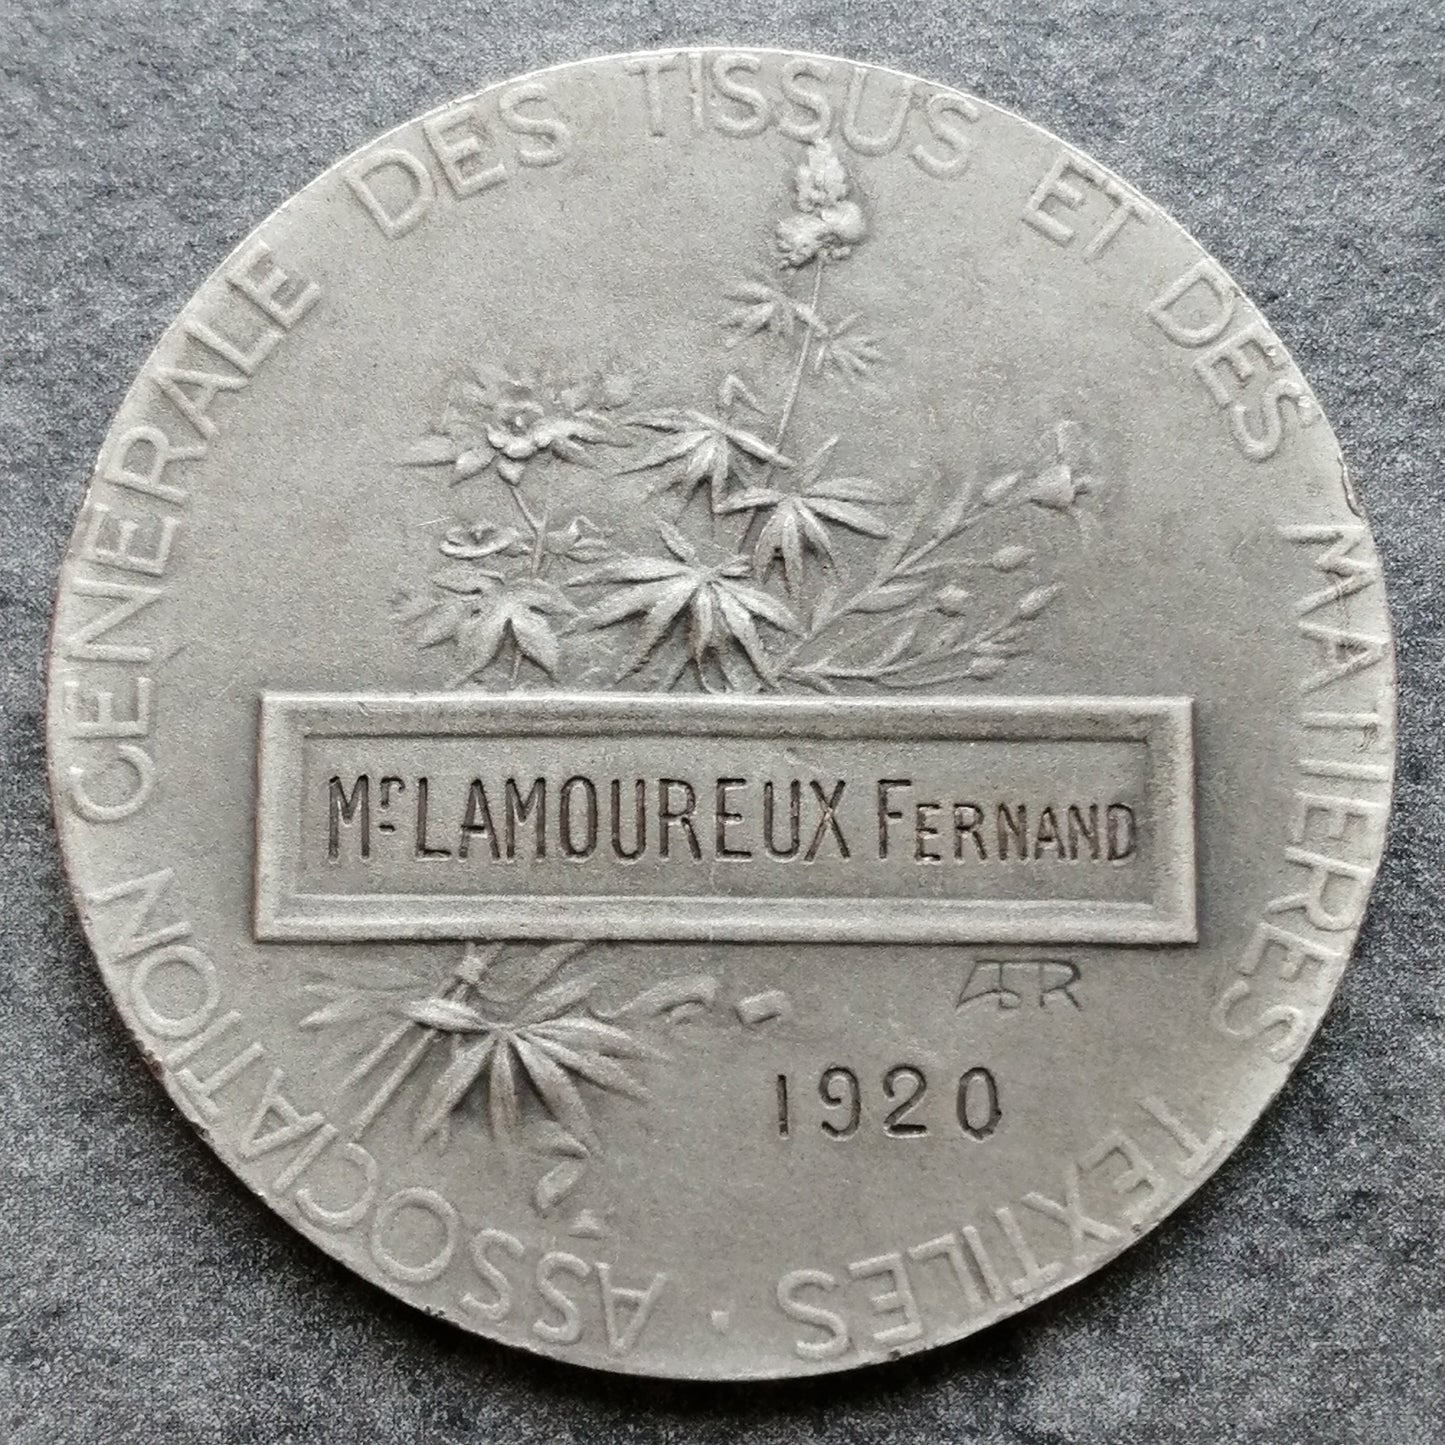 ASSOCIATION GENERALE DES TISSUS ET DES MATIERES TEXTILES ·
Mr LAMOUREUX FERNAND
1920